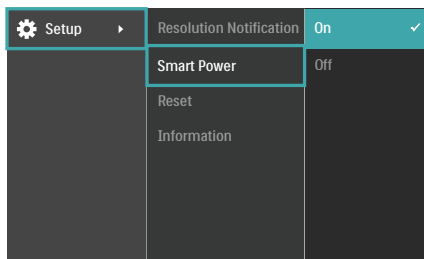 Setup
Resolution Notification
Smart Power
Reset
Information
On
Off